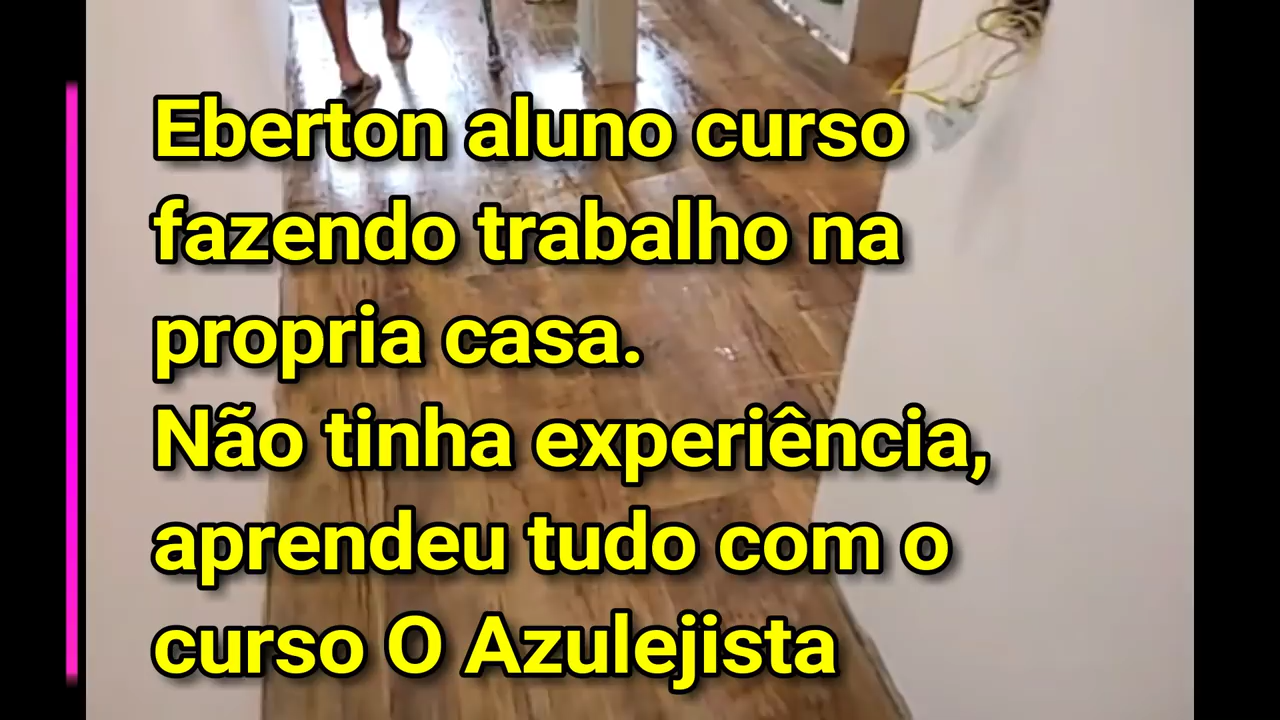 Eberton aluno curso
fazendo trabalho na
propria casa.
Não tinha experiência,
aprendeu tudo com o
curso O Azulejista